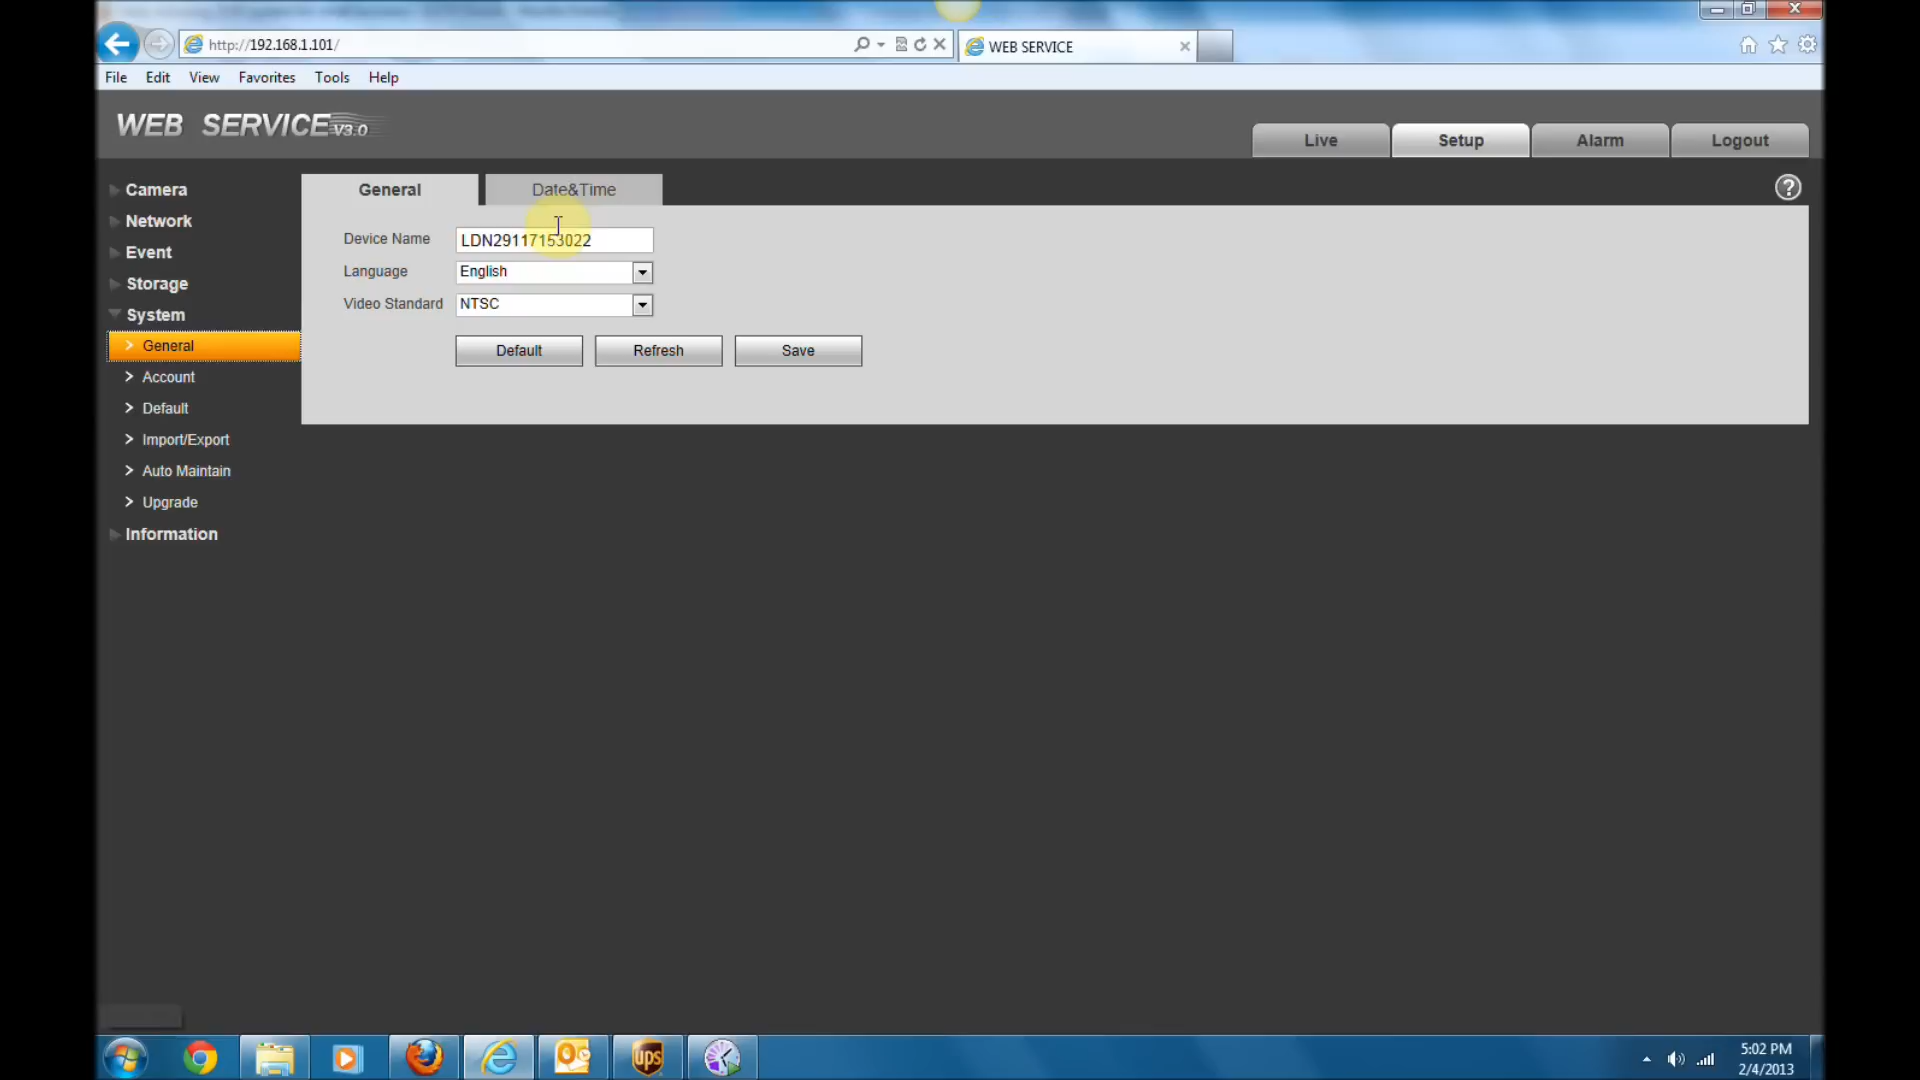 http://192.168.1.101/
WEB SERVICE
File Edit View Favorites Tools Help
WEB SERVICE V3.0
Live Setup Alarm Logout
Camera
Network
Event
Storage
System
General
Account
Default
Import/Export
Auto Maintain
Upgrade
Information
General Date&Time
Device Name LDN29117153022
Language English
Video Standard NTSC
Default Refresh Save
ups
5:02 PM
2/4/2013